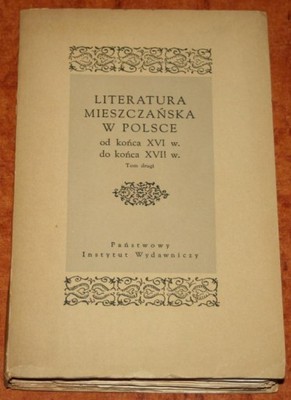 LITERATURA
MIESZCZAŃSKA
W POLSCE
od końca XVI w.
do końca XVII w.
Tom drugi
Państwowy
Instytut Wydawniczy